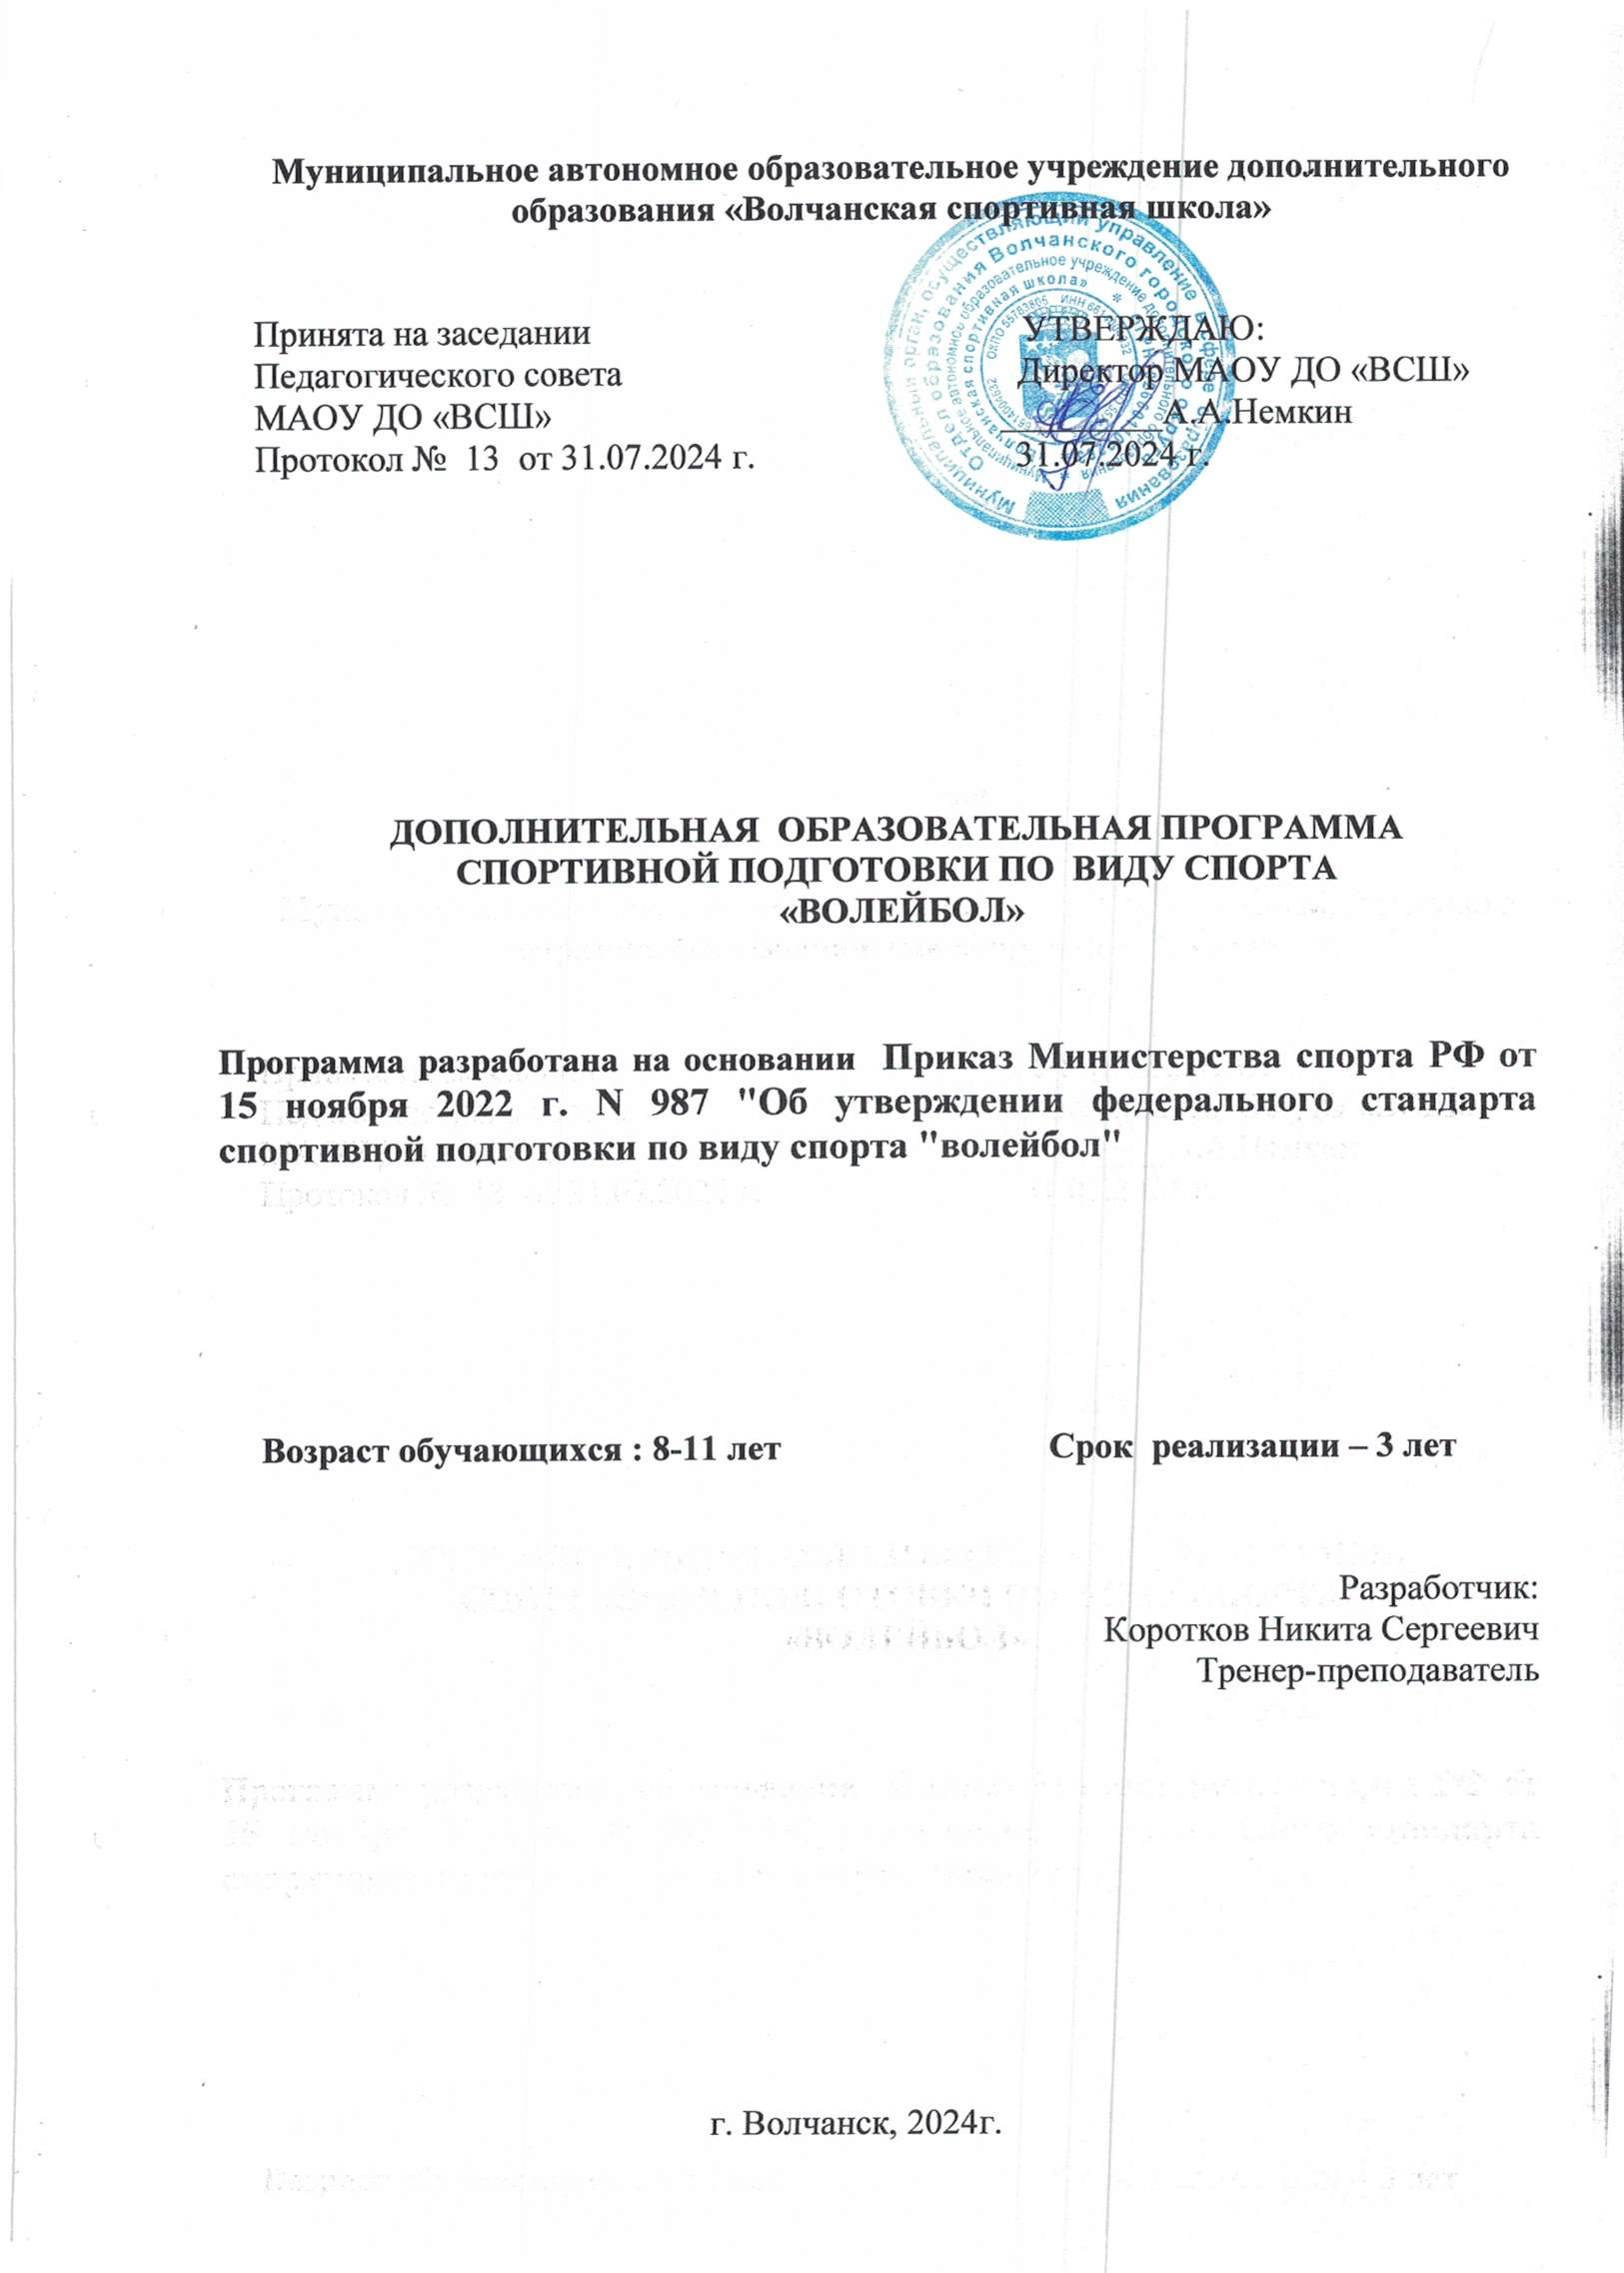 Муниципальное автономное образовательное учреждение дополнительного
образования «Волчанская спортивная школа»
Принята на заседании
Педагогического совета
МАОУ ДО «ВСШ»
Протокол № 13 от 31.07.2024 г.
УТВЕРЖДАЮ:
Директор МАОУ ДО «ВСШ»
А.А.Немкин
31.07.2024 г.
ДОПОЛНИТЕЛЬНАЯ ОБРАЗОВАТЕЛЬНАЯ ПРОГРАММА
СПОРТИВНОЙ ПОДГОТОВКИ ПО ВИДУ СПОРТА
«ВОЛЕЙБОЛ»
Программа разработана на основании Приказ Министерства спорта РФ от
15 ноября 2022 г. N 987 "Об утверждении федерального стандарта
спортивной подготовки по виду спорта "волейбол"
Возраст обучающихся : 8-11 лет
Срок реализации – 3 лет
Разработчик:
Коротков Никита Сергеевич
Тренер-преподаватель
г. Волчанск, 2024г.